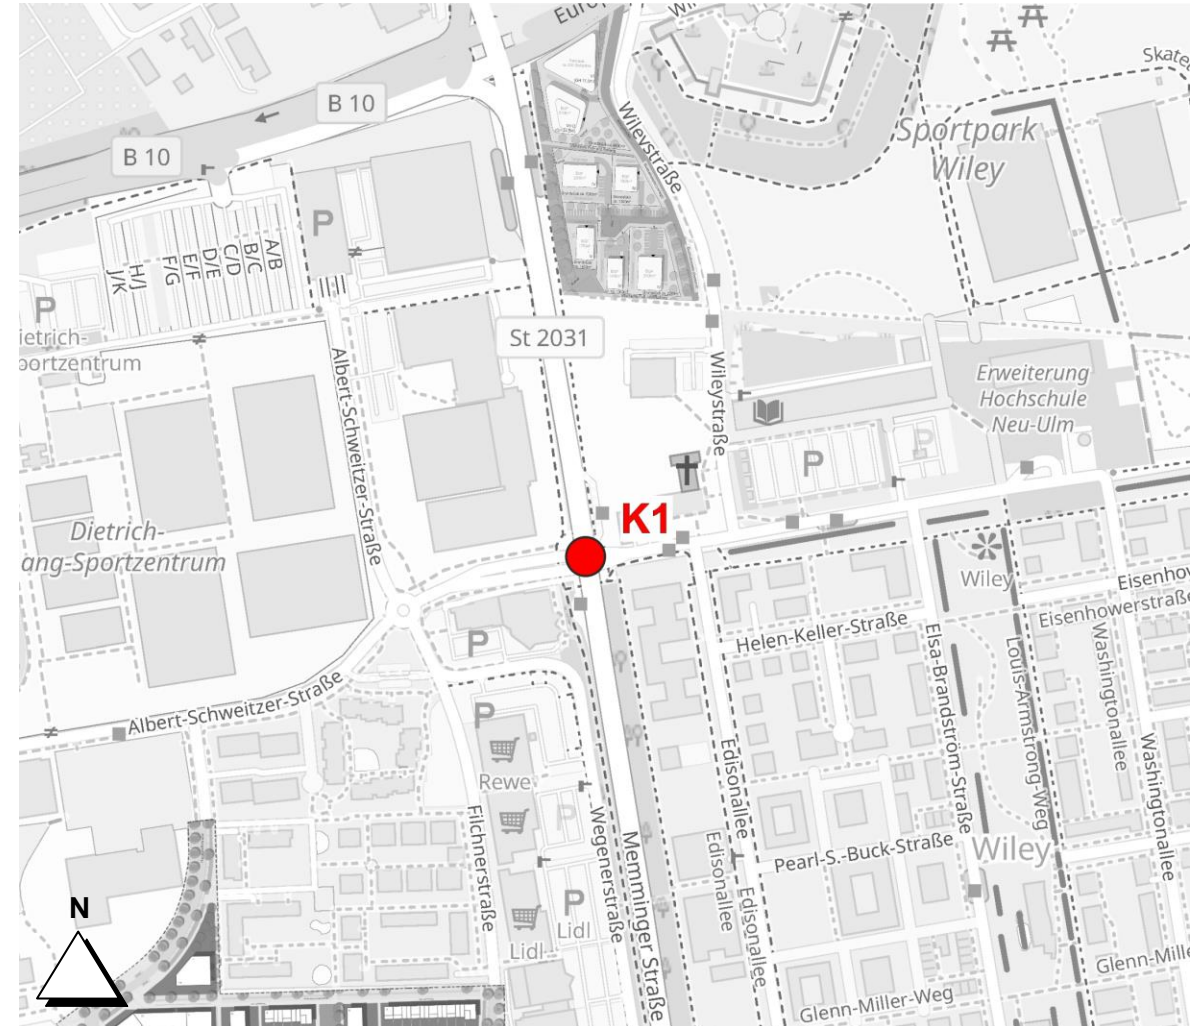 Wileystraße
Skate
B 10
B 10
Sportpark
Wiley
P
A/B
B/C
C/D
D/E
E/F
F/G
H/J
J/K
P
ietrich-
portzentrum
St 2031
Albert-Schweitzer-Straße
Wileystraße
Erweiterung
Hochschule
Neu-Ulm
P
P
K1
Dietrich-
ang-Sportzentrum
Wiley
Eisenhow
Eisenhowerstraße
Helen-Keller-Straße
P
Elsa-Brandström-Straße
Louis-Armstrong-Weg
Washingtonallee
Washingtonallee
Albert-Schweitzer-Straße
P
Rewe
P
Edisonallee
Edisonallee
Edisonallee
Filchnerstraße
Wegenerstraße
Memminger Straße
Pearl-S.-Buck-Straße
Wiley
P
Lidl
Lidl
N
Glenn-Mille
Glenn-Miller-Weg